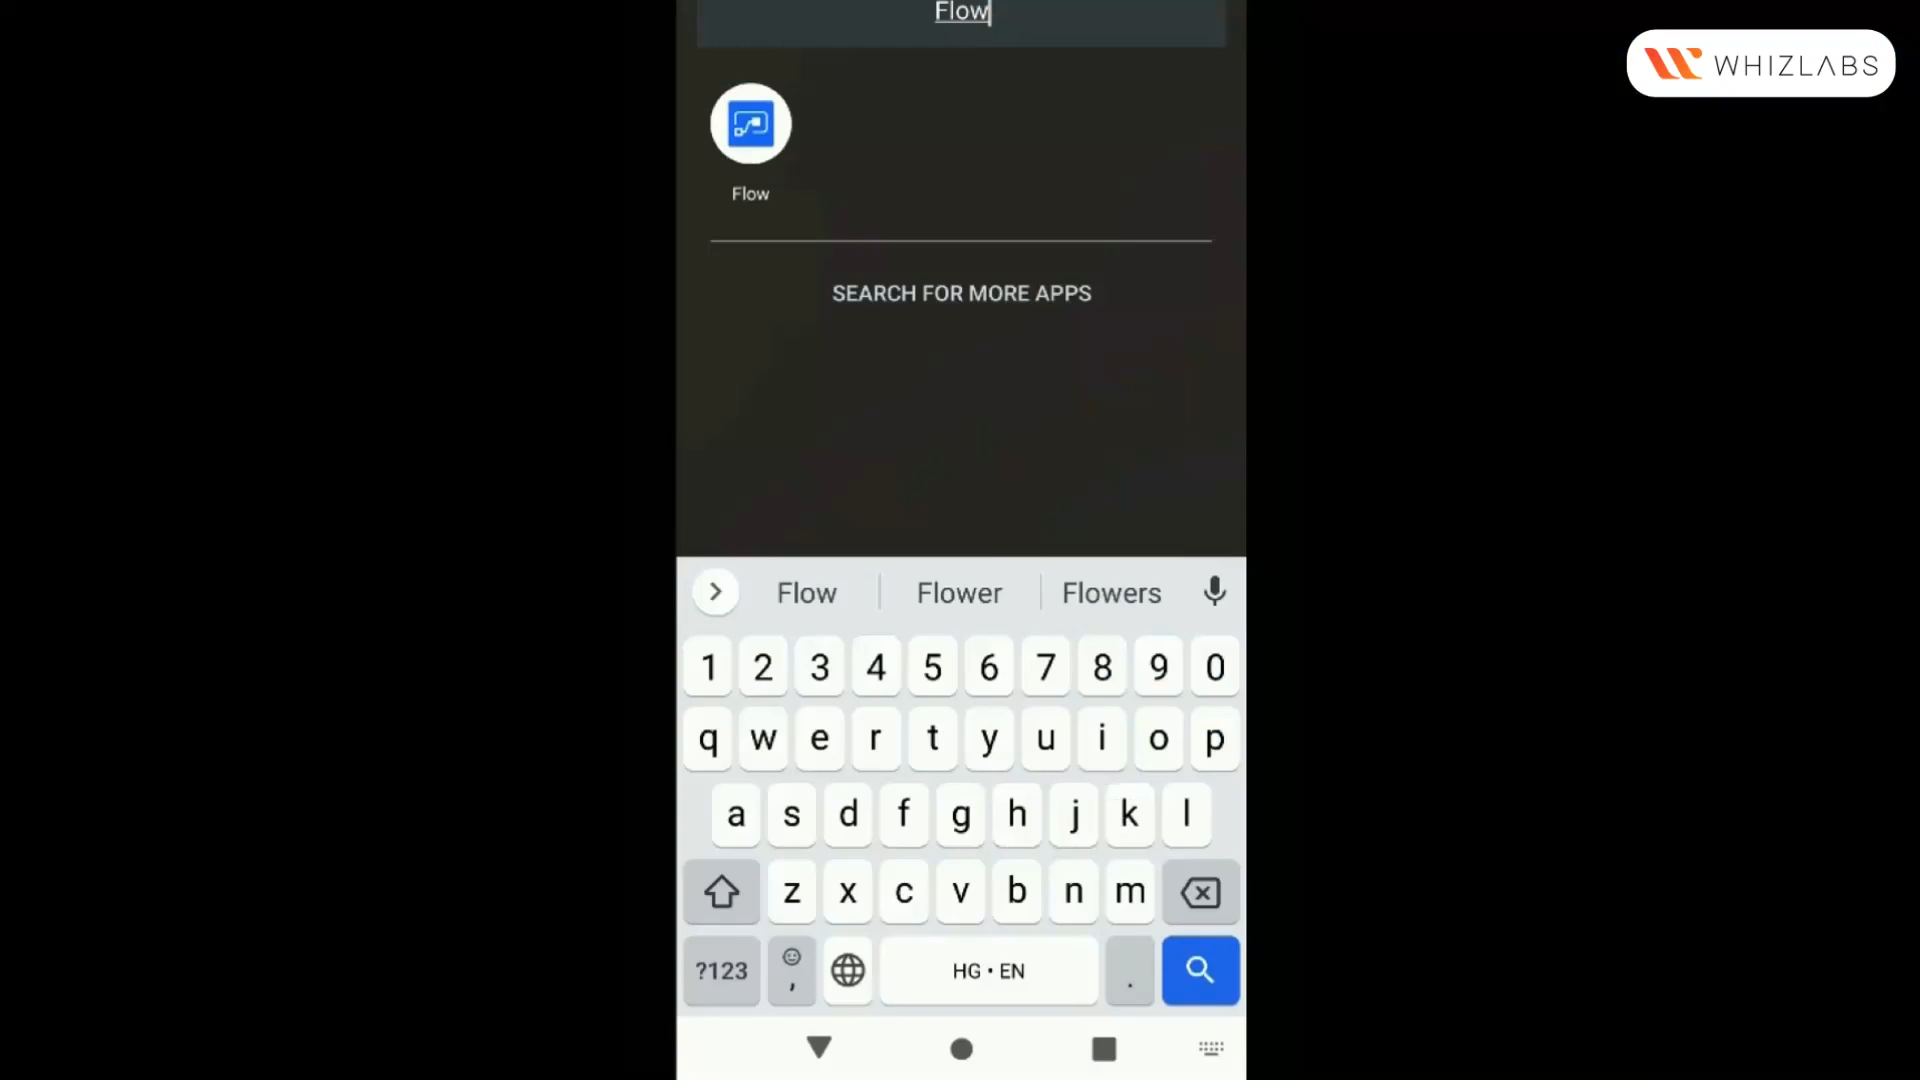 Flow
WHIZLABS
Flow
SEARCH FOR MORE APPS
Flow Flower Flowers
1 2 3 4 5 6 7 8 9 0
q w e r t y u i o p
a s d f g h j k l
z x c v b n m
?123 , HG • EN .